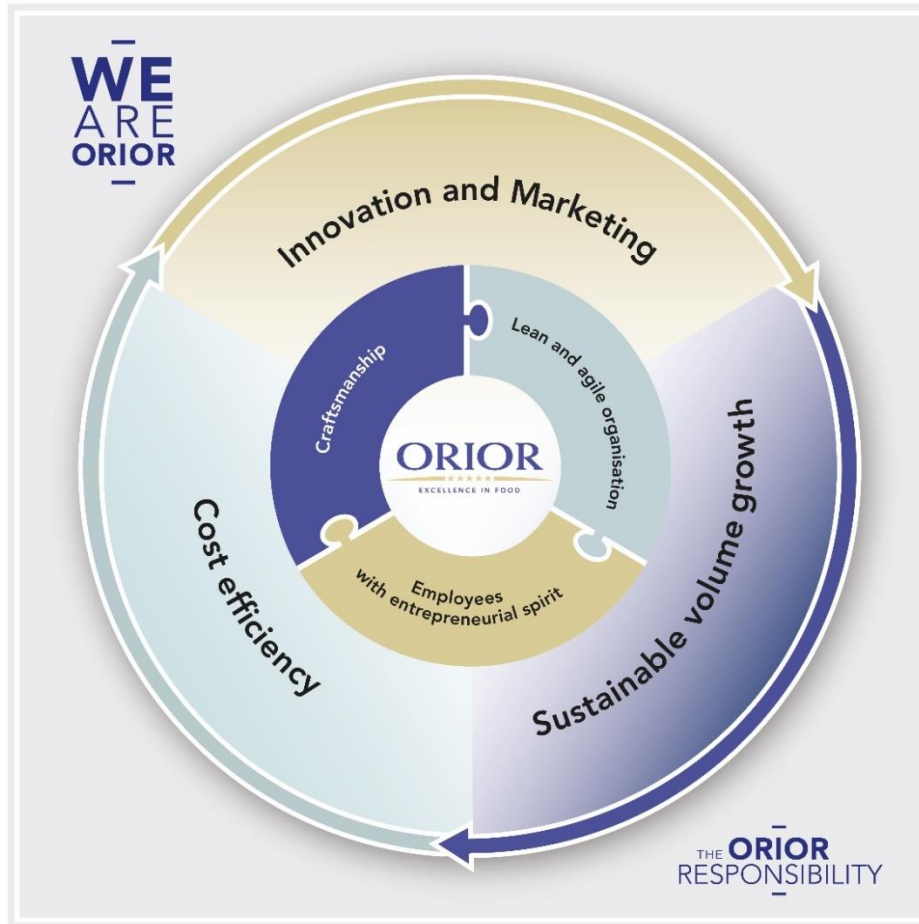 WE
ARE
ORIOR
Innovation and Marketing
Craftsmanship
Lean and agile organisation
ORIOR
EXCELLENCE IN FOOD
Employees
with entrepreneurial spirit
Cost efficiency
Sustainable volume growth
THE ORIOR
RESPONSIBILITY